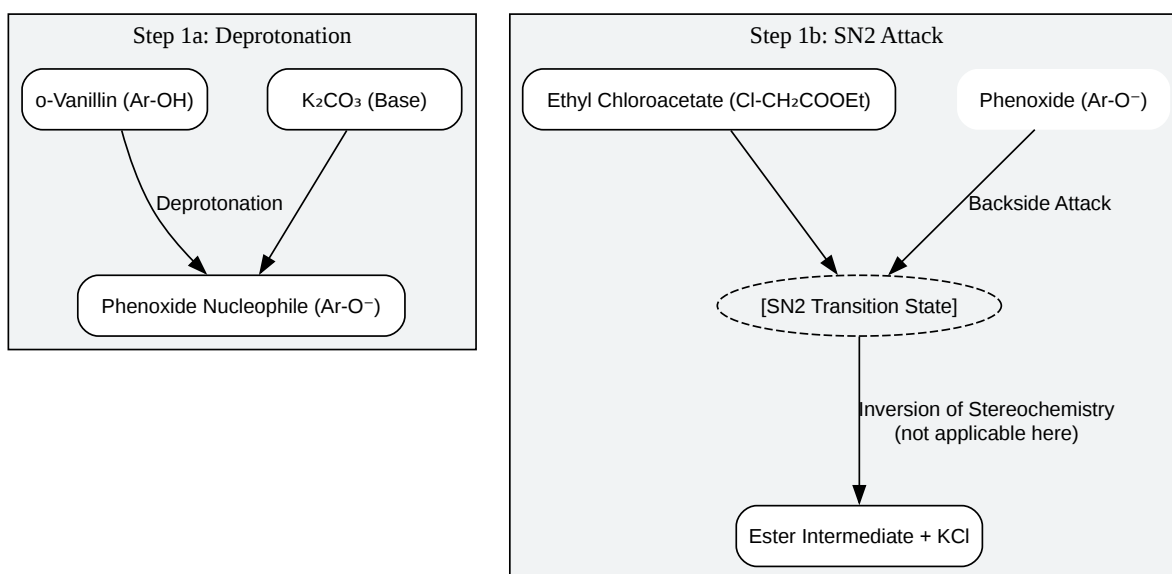 Step 1a: Deprotonation
o-Vanillin (Ar-OH)
K₂CO₃ (Base)
Deprotonation
Phenoxide Nucleophile (Ar-O⁻)
Step 1b: SN2 Attack
Ethyl Chloroacetate (Cl-CH₂COOEt)
Phenoxide (Ar-O⁻)
Backside Attack
[SN2 Transition State]
Inversion of Stereochemistry
(not applicable here)
Ester Intermediate + KCl